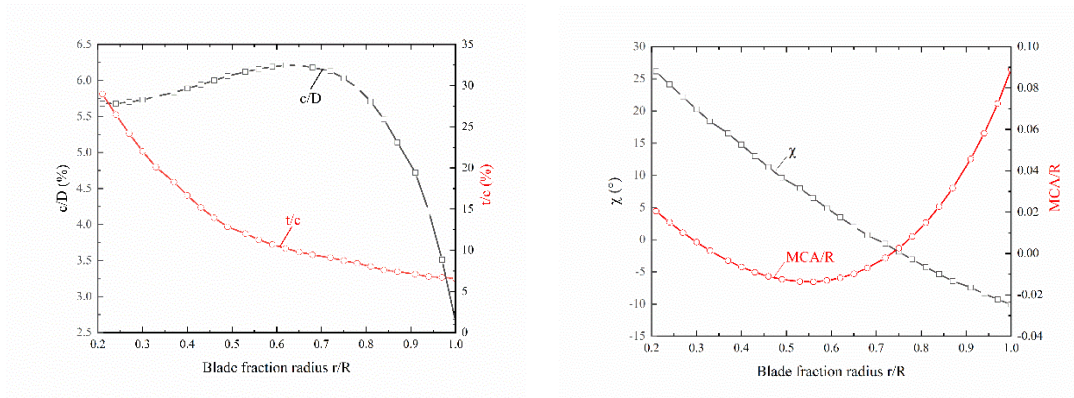 6.5
6.0
5.5
5.0
4.5
4.0
3.5
3.0
2.5
c/D (%)
35
30
25
20
15
10
5
0
t/c (%)
c/D
t/c
0.2 0.3 0.4 0.5 0.6 0.7 0.8 0.9 1.0
Blade fraction radius r/R
30
25
20
15
10
5
0
-5
-10
-15
χ (°)
0.10
0.08
0.06
0.04
0.02
0.00
-0.02
-0.04
MCA/R
χ
MCA/R
0.2 0.3 0.4 0.5 0.6 0.7 0.8 0.9 1.0
Blade fraction radius r/R